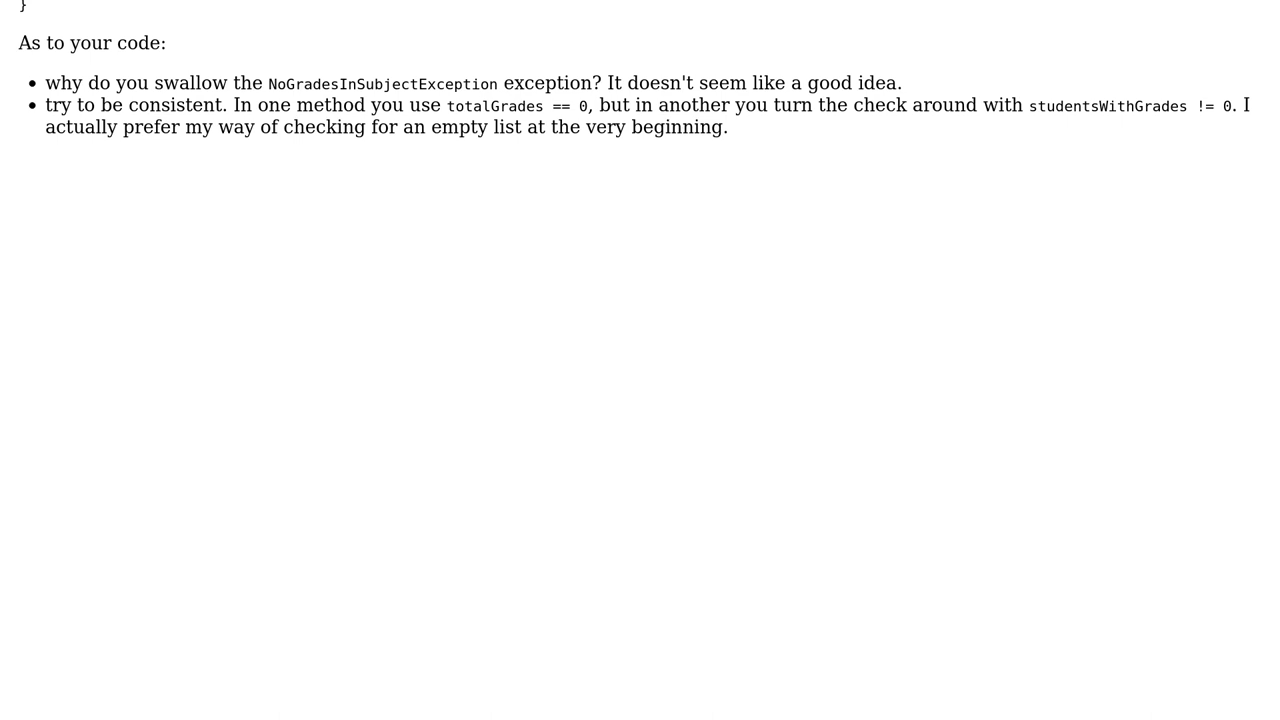 }
As to your code:
why do you swallow the NoGradesInSubjectException exception? It doesn't seem like a good idea.
try to be consistent. In one method you use totalGrades == 0, but in another you turn the check around with studentsWithGrades != 0. I
actually prefer my way of checking for an empty list at the very beginning.